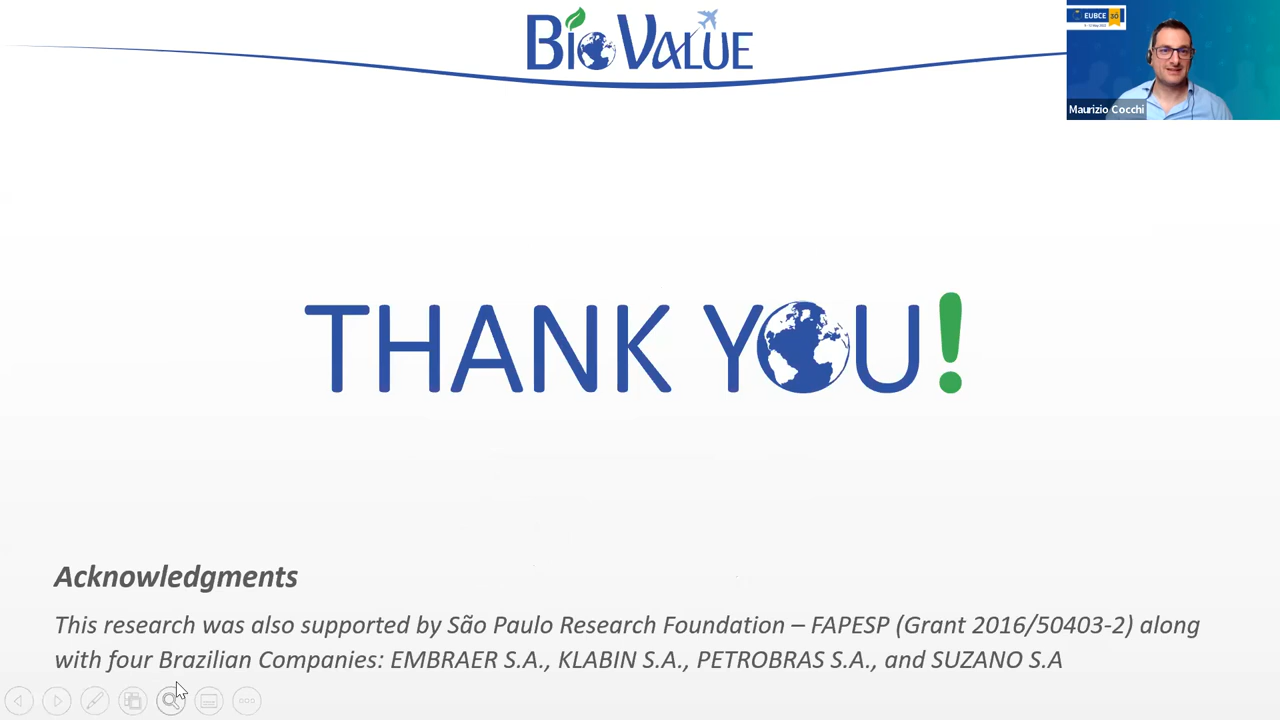 BioValue
EUBCE 30
Maurizio Cocchi
THANK YOU!
Acknowledgments
This research was also supported by São Paulo Research Foundation – FAPESP (Grant 2016/50403-2) along
with four Brazilian Companies: EMBRAER S.A., KLABIN S.A., PETROBRAS S.A., and SUZANO S.A